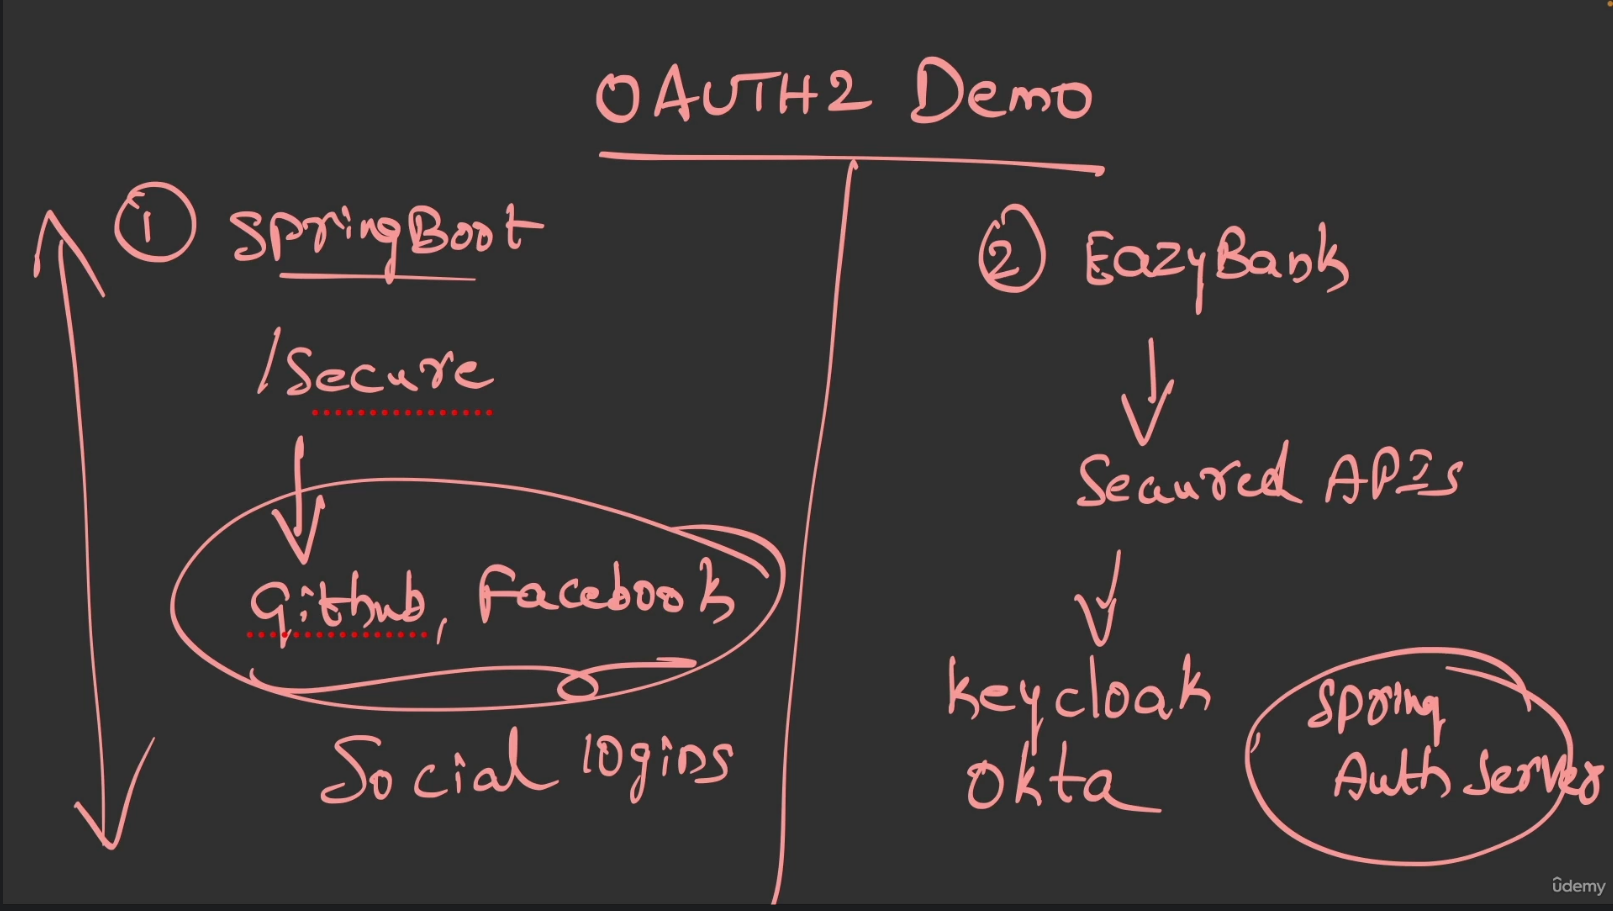 OAUTH2 Demo
1 SpringBoot
/Secure
Github, Facebook
Social logins
2 EazyBank
Secured APIs
keycloak
Okta
Spring
Auth Server
ûdemy